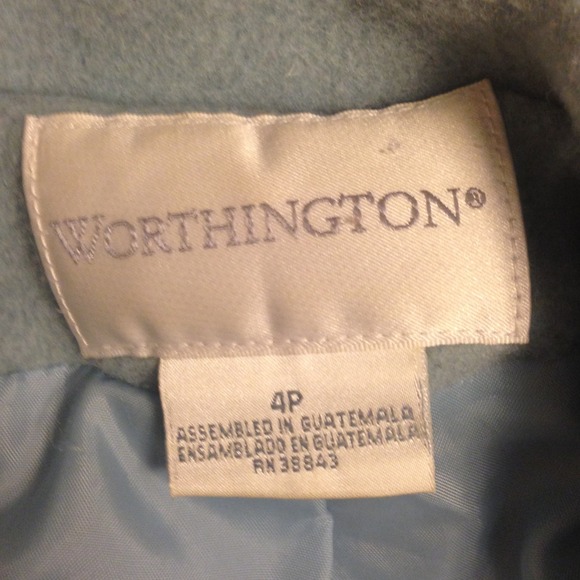 WORTHINGTON®
4P
ASSEMBLED IN GUATEMALA
ENSAMBLADO EN GUATEMALA
RN 38843